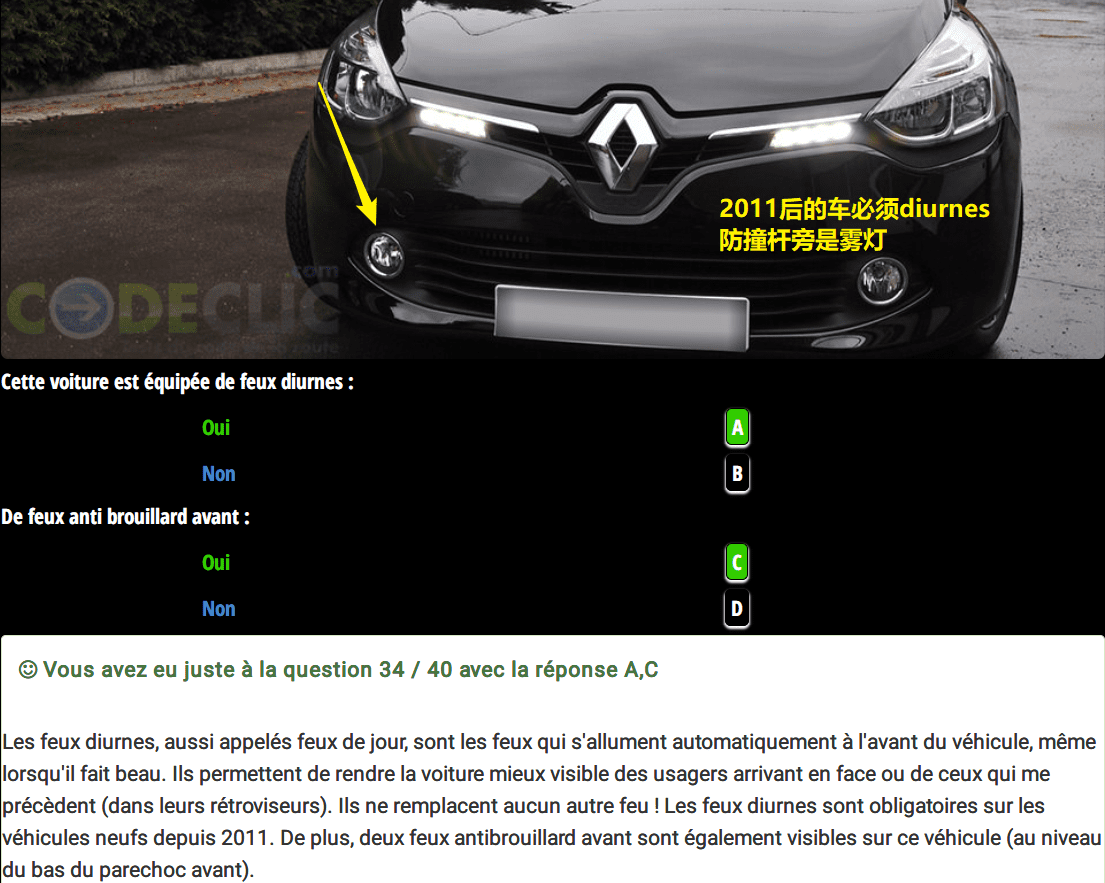 2011后的车必须diurnes
防撞杆旁是雾灯
.com
CODECLIC
Cette voiture est équipée de feux diurnes :
Oui
A
Non
B
De feux anti brouillard avant :
Oui
C
Non
D
Vous avez eu juste à la question 34 / 40 avec la réponse A,C
Les feux diurnes, aussi appelés feux de jour, sont les feux qui s'allument automatiquement à l'avant du véhicule, même
lorsqu'il fait beau. Ils permettent de rendre la voiture mieux visible des usagers arrivant en face ou de ceux qui me
précèdent (dans leurs rétroviseurs). Ils ne remplacent aucun autre feu ! Les feux diurnes sont obligatoires sur les
véhicules neufs depuis 2011. De plus, deux feux antibrouillard avant sont également visibles sur ce véhicule (au niveau
du bas du parechoc avant).